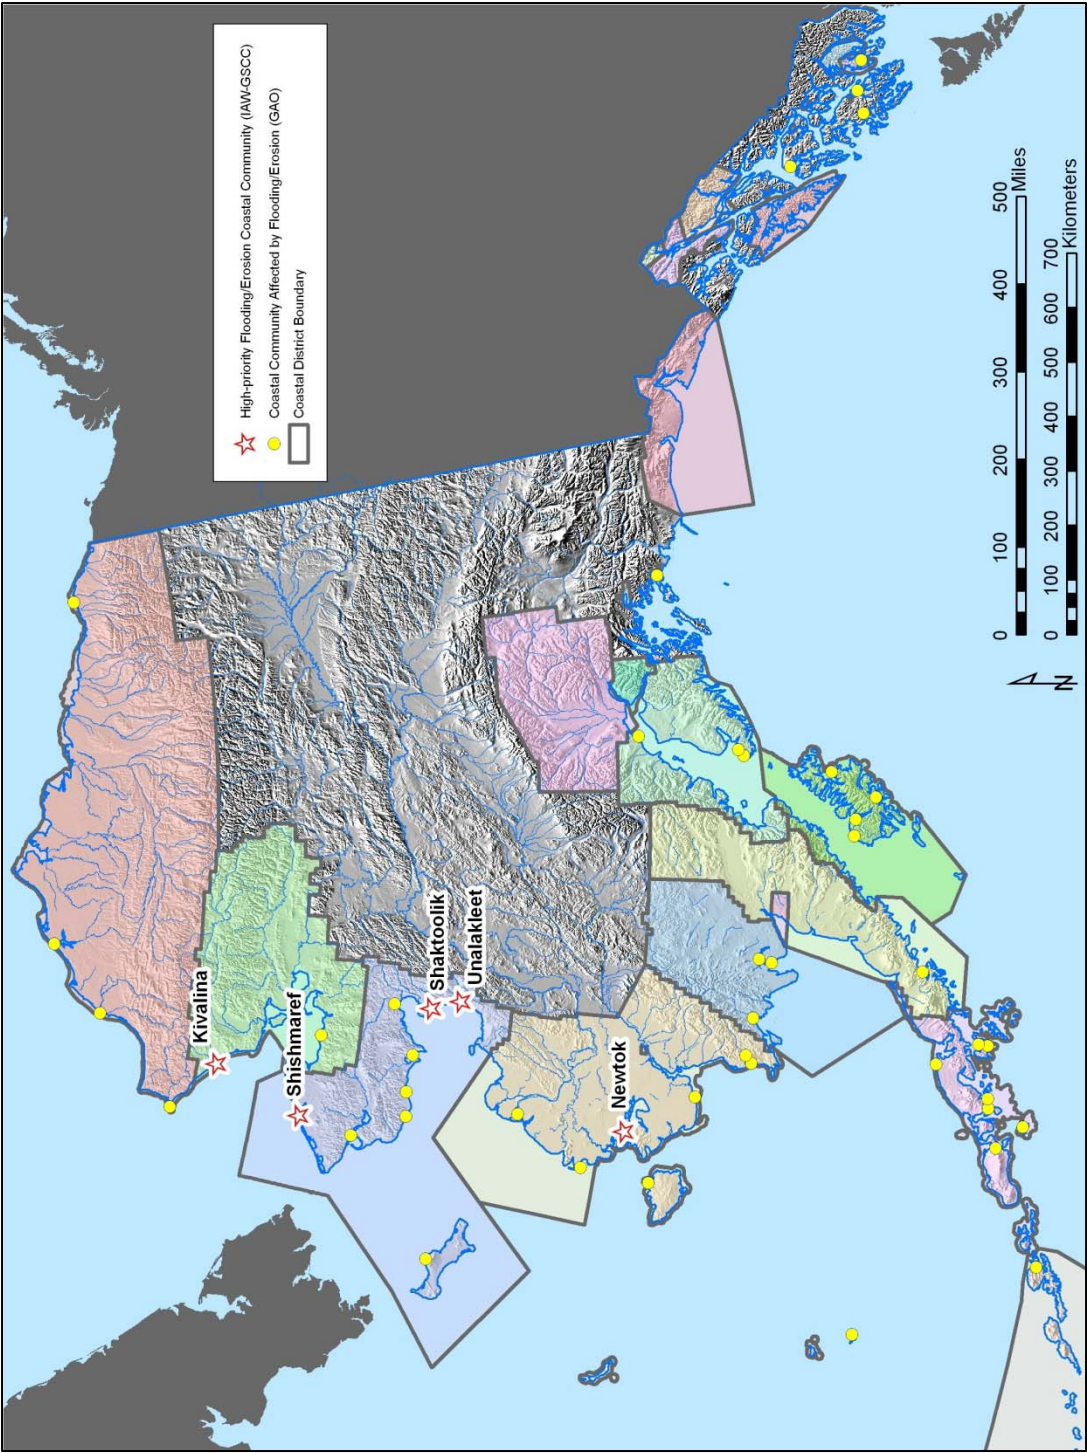 High-priority Flooding/Erosion Coastal Community (IAW-GSCC)
Coastal Community Affected by Flooding/Erosion (GAO)
Coastal District Boundary
Kivalina
Shishmaref
Shaktoolik
Unalakleet
Newtok
N
0 100 200 300 400 500
Miles
0 100 200 300 400 500 600 700
Kilometers